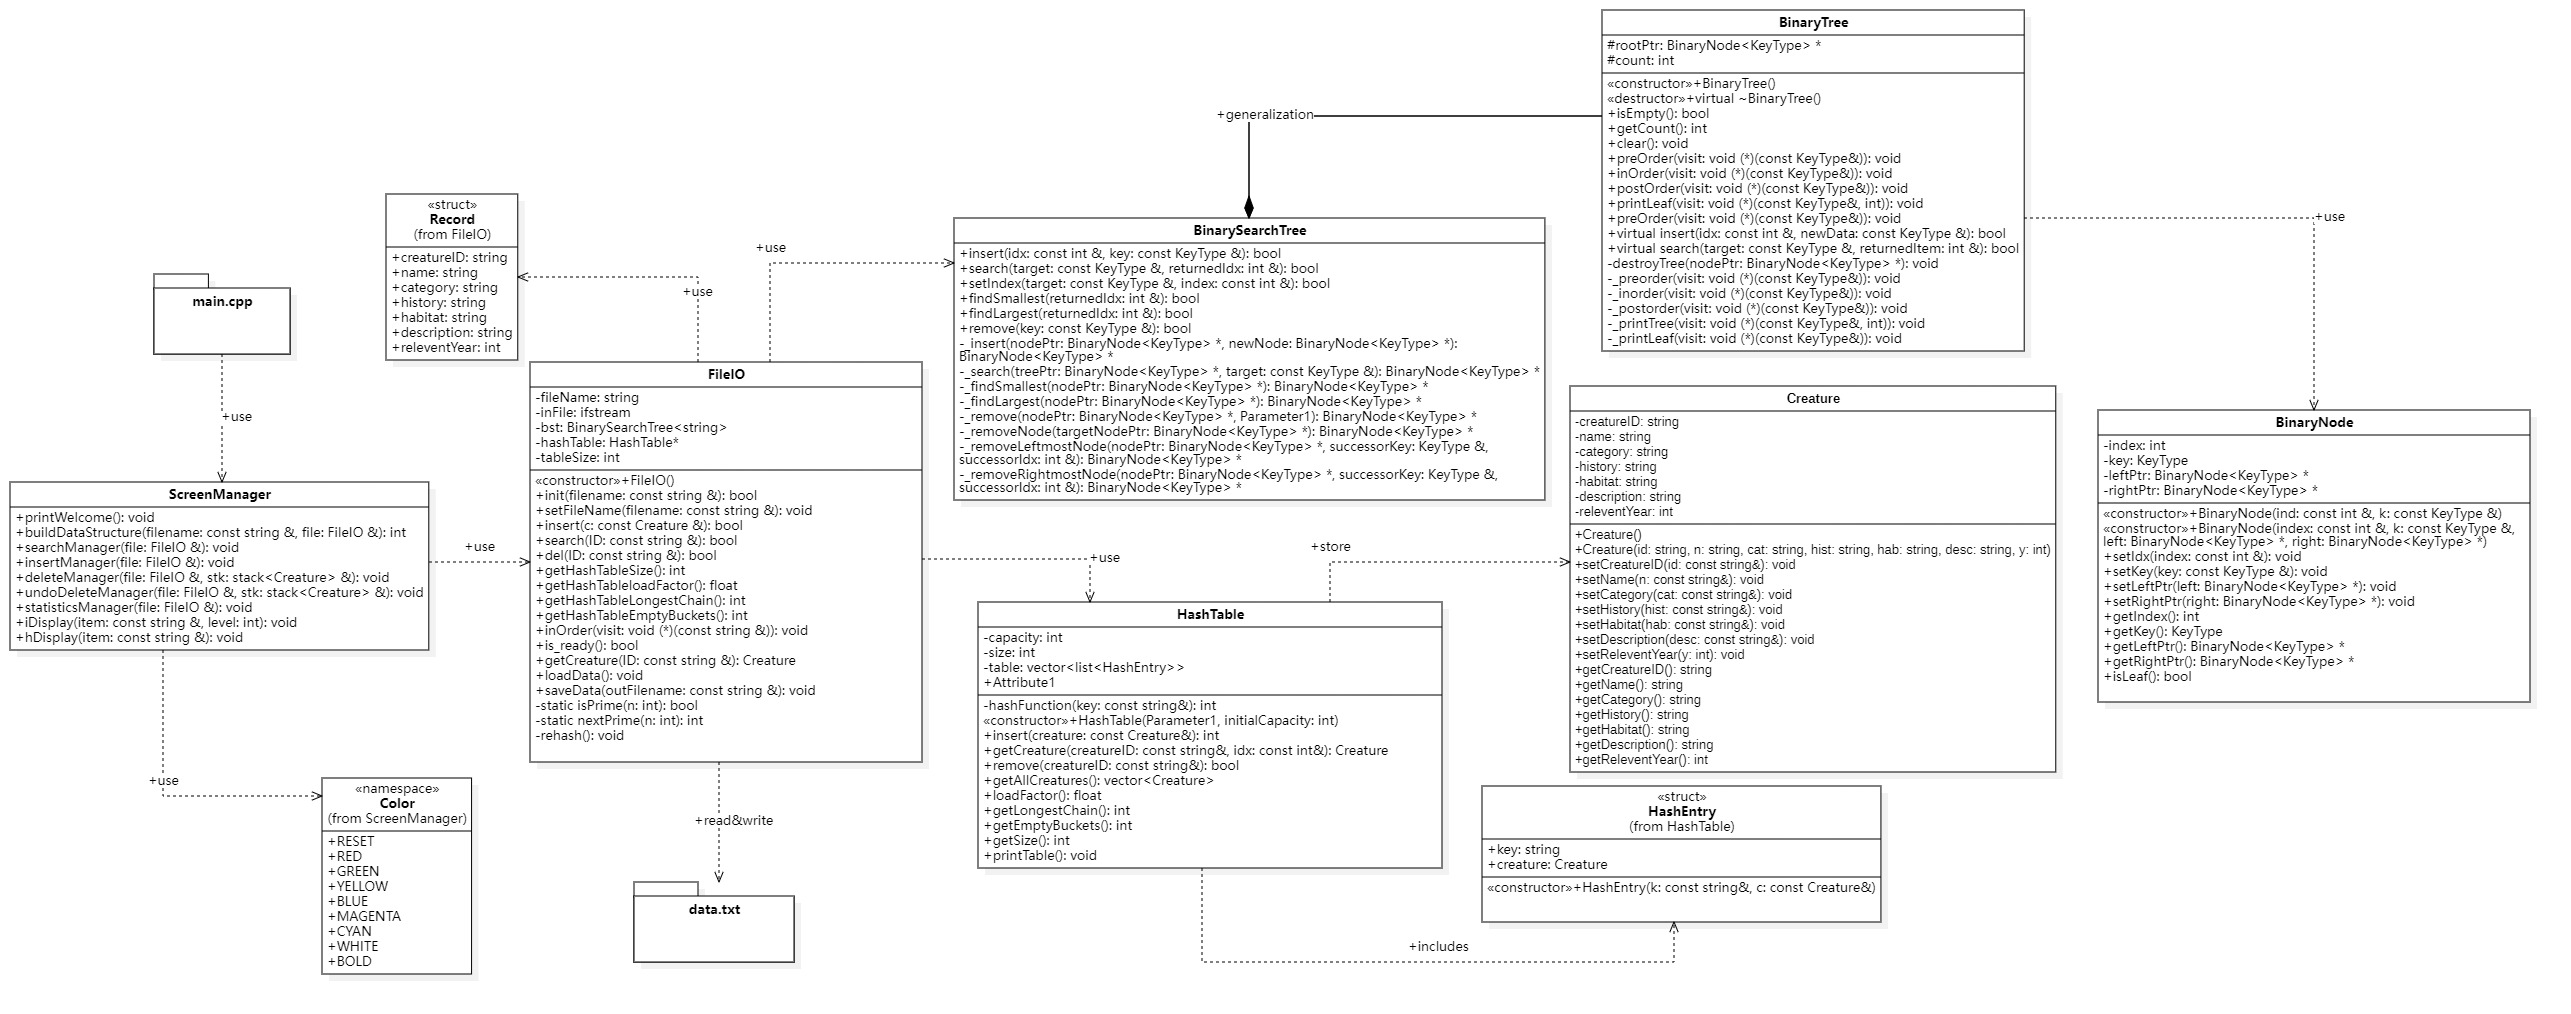 BinaryTree
#rootPtr: BinaryNode<KeyType> *
#count: int
«constructor»+BinaryTree()
«destructor»+virtual ~BinaryTree()
+isEmpty(): bool
+getCount(): int
+clear(): void
+preOrder(visit: void (*)(const KeyType&)): void
+inOrder(visit: void (*)(const KeyType&)): void
+postOrder(visit: void (*)(const KeyType&)): void
+printLeaf(visit: void (*)(const KeyType&, int)): void
+preOrder(visit: void (*)(const KeyType&)): void
+virtual insert(idx: const int &, newData: const KeyType &): bool
+virtual search(target: const KeyType &, returnedItem: int &): bool
-destroyTree(nodePtr: BinaryNode<KeyType> *): void
-_preorder(visit: void (*)(const KeyType&)): void
-_inorder(visit: void (*)(const KeyType&)): void
-_postorder(visit: void (*)(const KeyType&)): void
-_printTree(visit: void (*)(const KeyType&, int)): void
-_printLeaf(visit: void (*)(const KeyType&)): void
+generalization
+use
«struct»
Record
(from FileIO)
+creatureID: string
+name: string
+category: string
+history: string
+habitat: string
+description: string
+releventYear: int
+use
+use
BinarySearchTree
+insert(idx: const int &, key: const KeyType &): bool
+search(target: const KeyType &, returnedIdx: int &): bool
+setIndex(target: const KeyType &, index: const int &): bool
+findSmallest(returnedIdx: int &): bool
+findLargest(returnedIdx: int &): bool
+remove(key: const KeyType &): bool
-_insert(nodePtr: BinaryNode<KeyType> *, newNode: BinaryNode<KeyType> *):
BinaryNode<KeyType> *
-_search(treePtr: BinaryNode<KeyType> *, target: const KeyType &): BinaryNode<KeyType> *
-_findSmallest(nodePtr: BinaryNode<KeyType> *): BinaryNode<KeyType> *
-_findLargest(nodePtr: BinaryNode<KeyType> *): BinaryNode<KeyType> *
-_remove(nodePtr: BinaryNode<KeyType> *, Parameter1): BinaryNode<KeyType> *
-_removeNode(targetNodePtr: BinaryNode<KeyType> *): BinaryNode<KeyType> *
-_removeLeftmostNode(nodePtr: BinaryNode<KeyType> *, successorKey: KeyType &,
successorIdx: int &): BinaryNode<KeyType> *
-_removeRightmostNode(nodePtr: BinaryNode<KeyType> *, successorKey: KeyType &,
successorIdx: int &): BinaryNode<KeyType> *
main.cpp
+use
FileIO
-fileName: string
-inFile: ifstream
-bst: BinarySearchTree<string>
-hashTable: HashTable*
-tableSize: int
«constructor»+FileIO()
+init(filename: const string &): bool
+setFileName(filename: const string &): void
+insert(c: const Creature &): bool
+search(ID: const string &): bool
+del(ID: const string &): bool
+getHashTableSize(): int
+getHashTableloadFactor(): float
+getHashTableLongestChain(): int
+getHashTableEmptyBuckets(): int
+inOrder(visit: void (*)(const string &)): void
+is_ready(): bool
+getCreature(ID: const string &): Creature
+loadData(): void
+saveData(outFilename: const string &): void
-static isPrime(n: int): bool
-static nextPrime(n: int): int
-rehash(): void
Creature
-creatureID: string
-name: string
-category: string
-history: string
-habitat: string
-description: string
-releventYear: int
+Creature()
+Creature(id: string, n: string, cat: string, hist: string, hab: string, desc: string, y: int)
+setCreatureID(id: const string&): void
+setName(n: const string&): void
+setCategory(cat: const string&): void
+setHistory(hist: const string&): void
+setHabitat(hab: const string&): void
+setDescription(desc: const string&): void
+setReleventYear(y: int): void
+getCreatureID(): string
+getName(): string
+getCategory(): string
+getHistory(): string
+getHabitat(): string
+getDescription(): string
+getReleventYear(): int
BinaryNode
-index: int
-key: KeyType
-leftPtr: BinaryNode<KeyType> *
-rightPtr: BinaryNode<KeyType> *
«constructor»+BinaryNode(ind: const int &, k: const KeyType &)
«constructor»+BinaryNode(index: const int &, k: const KeyType &,
left: BinaryNode<KeyType> *, right: BinaryNode<KeyType> *)
+setIdx(index: const int &): void
+setKey(key: const KeyType &): void
+setLeftPtr(left: BinaryNode<KeyType> *): void
+setRightPtr(right: BinaryNode<KeyType> *): void
+getIndex(): int
+getKey(): KeyType
+getLeftPtr(): BinaryNode<KeyType> *
+getRightPtr(): BinaryNode<KeyType> *
+isLeaf(): bool
ScreenManager
+printWelcome(): void
+buildDataStructure(filename: const string &, file: FileIO &): int
+searchManager(file: FileIO &): void
+insertManager(file: FileIO &): void
+deleteManager(file: FileIO &, stk: stack<Creature> &): void
+undoDeleteManager(file: FileIO &, stk: stack<Creature> &): void
+statisticsManager(file: FileIO &): void
+iDisplay(item: const string &, level: int): void
+hDisplay(item: const string &): void
+use
+use
+store
HashTable
-capacity: int
-size: int
-table: vector<list<HashEntry>>
+Attribute1
-hashFunction(key: const string&): int
«constructor»+HashTable(Parameter1, initialCapacity: int)
+insert(creature: const Creature&): int
+getCreature(creatureID: const string&, idx: const int&): Creature
+remove(creatureID: const string&): bool
+getAllCreatures(): vector<Creature>
+loadFactor(): float
+getLongestChain(): int
+getEmptyBuckets(): int
+getSize(): int
+printTable(): void
+use
«namespace»
Color
(from ScreenManager)
+RESET
+RED
+GREEN
+YELLOW
+BLUE
+MAGENTA
+CYAN
+WHITE
+BOLD
+read&write
data.txt
«struct»
HashEntry
(from HashTable)
+key: string
+creature: Creature
«constructor»+HashEntry(k: const string&, c: const Creature&)
+includes